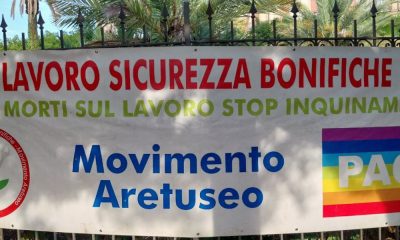 LAVORO SICUREZZA BONIFICHE
MORTI SUL LAVORO STOP INQUINAM
Movimento
Aretuseo
PAC